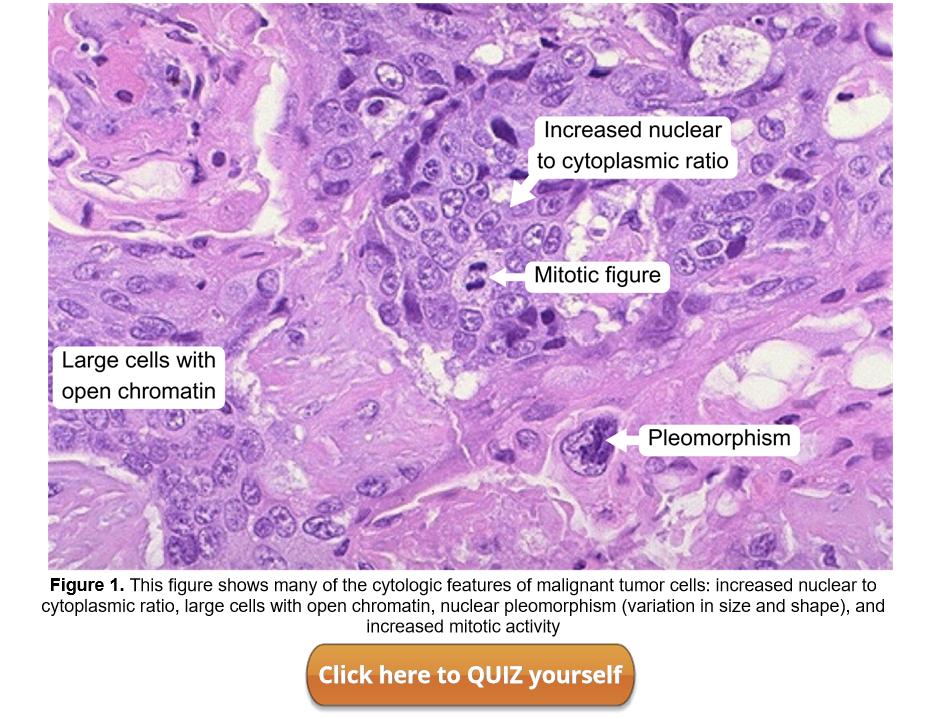 Increased nuclear
to cytoplasmic ratio
Mitotic figure
Large cells with
open chromatin
Pleomorphism
Figure 1. This figure shows many of the cytologic features of malignant tumor cells: increased nuclear to
cytoplasmic ratio, large cells with open chromatin, nuclear pleomorphism (variation in size and shape), and
increased mitotic activity
Click here to QUIZ yourself